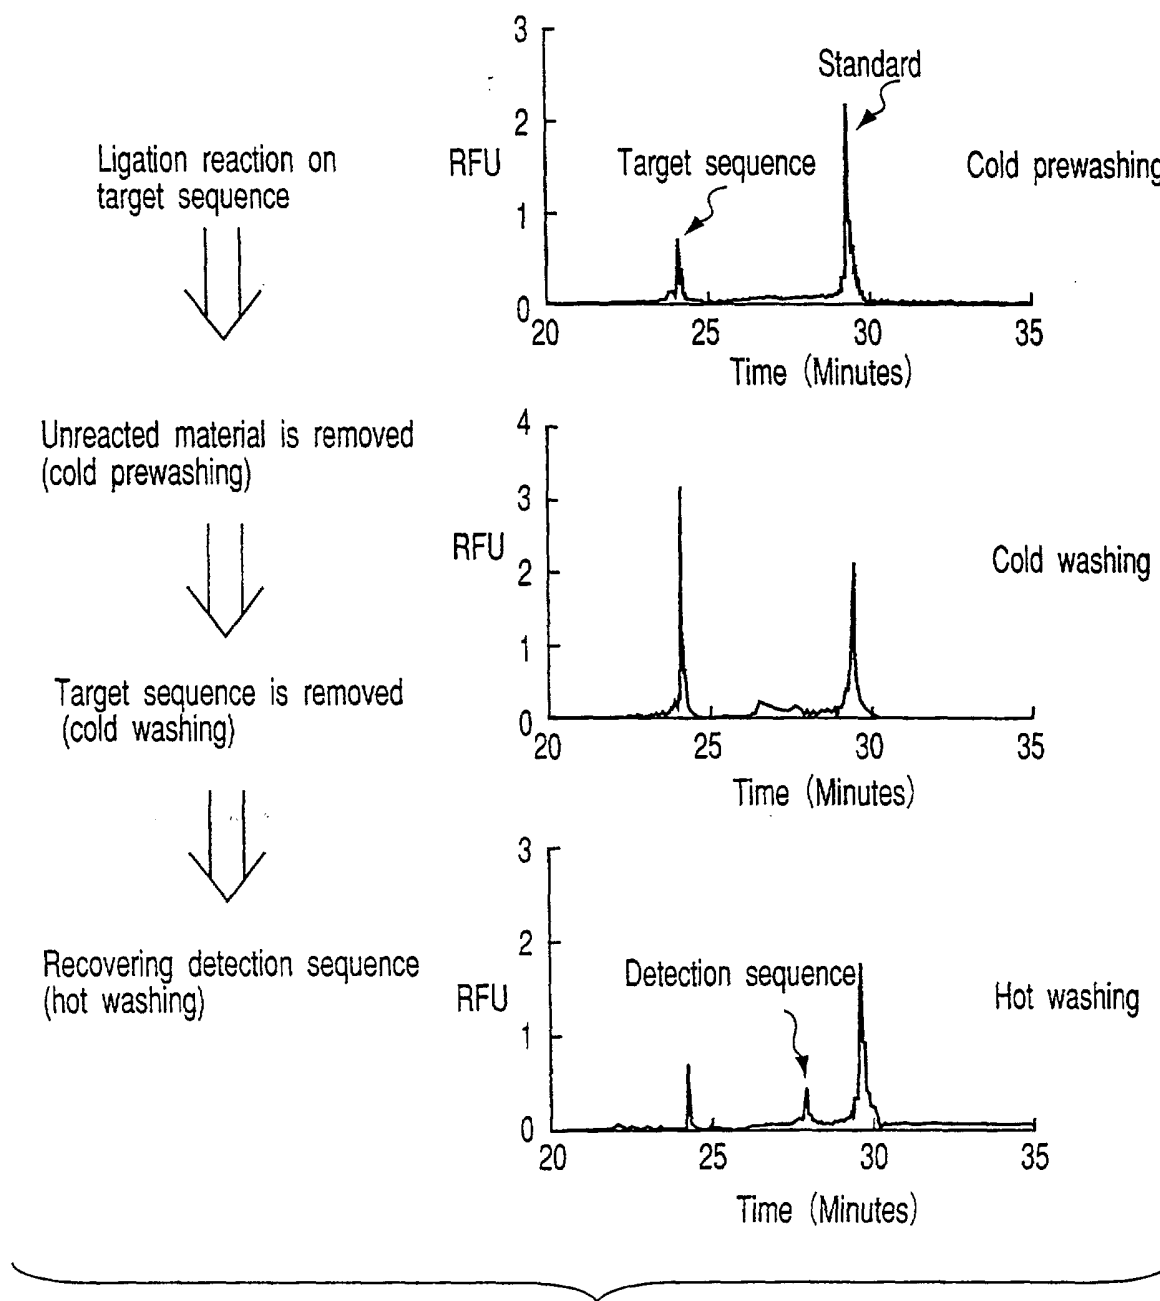 Ligation reaction on
target sequence
Unreacted material is removed
(cold prewashing)
Target sequence is removed
(cold washing)
Recovering detection sequence
(hot washing)
3
2
1
0
RFU
Target sequence
Standard
Cold prewashing
20 25 30 35
Time (Minutes)
4
3
2
1
0
RFU
Cold washing
20 25 30 35
Time (Minutes)
3
2
1
0
RFU
Detection sequence
Hot washing
20 25 30 35
Time (Minutes)